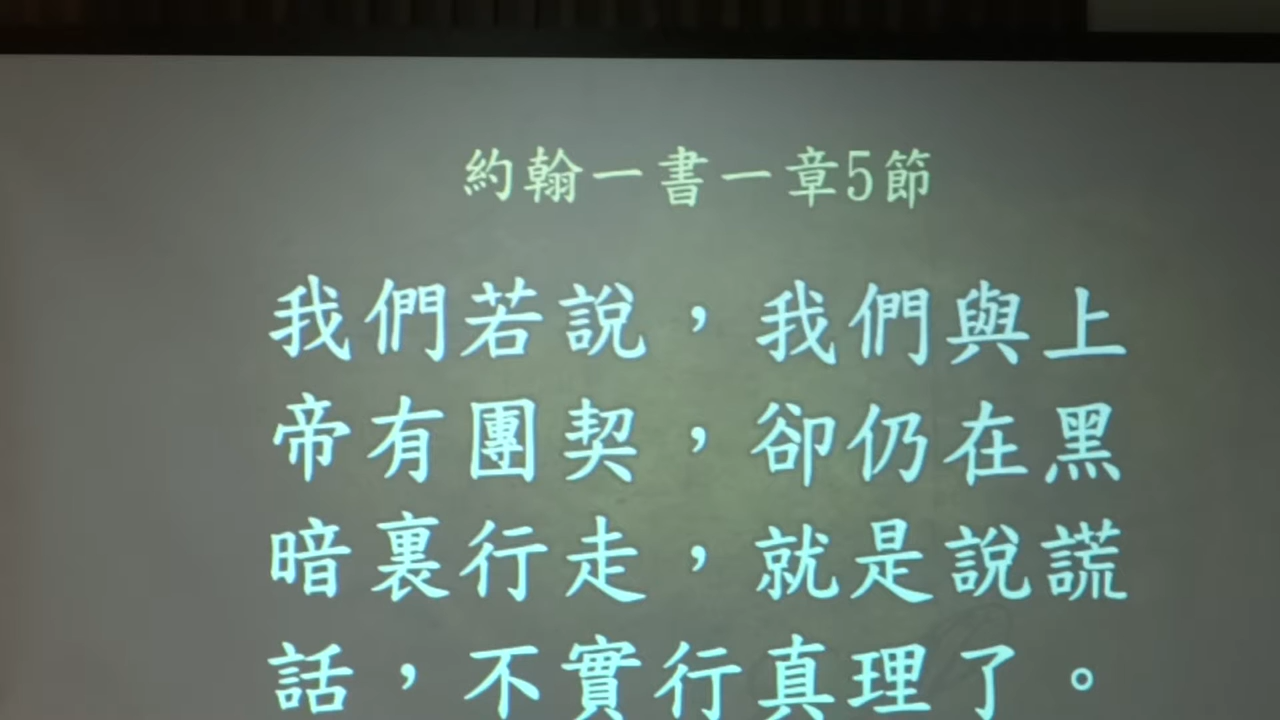 約翰一書一章5節
我們若說，我們與上
帝有團契，卻仍在黑
暗裏行走，就是說謊
話，不實行真理了。